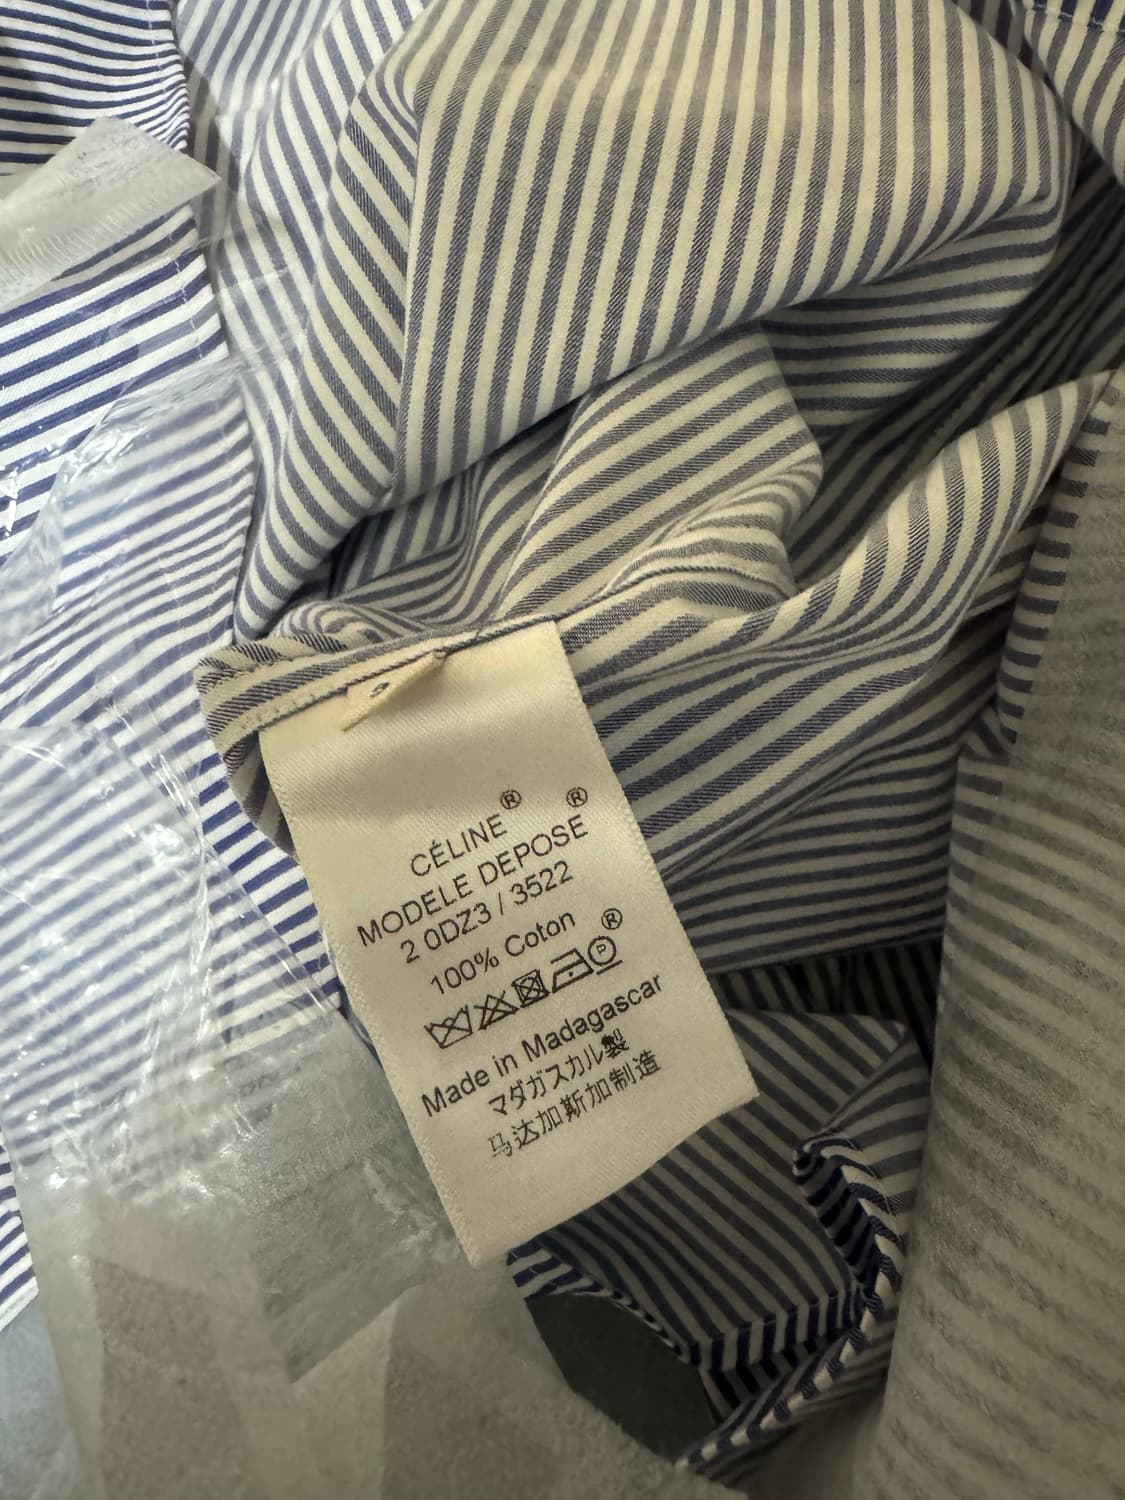 CÉLINE®
MODELE DEPOSE®
2 0DZ3 / 3522
100% Coton ®
P
Made in Madagascar
マダガスカル製
马达加斯加制造